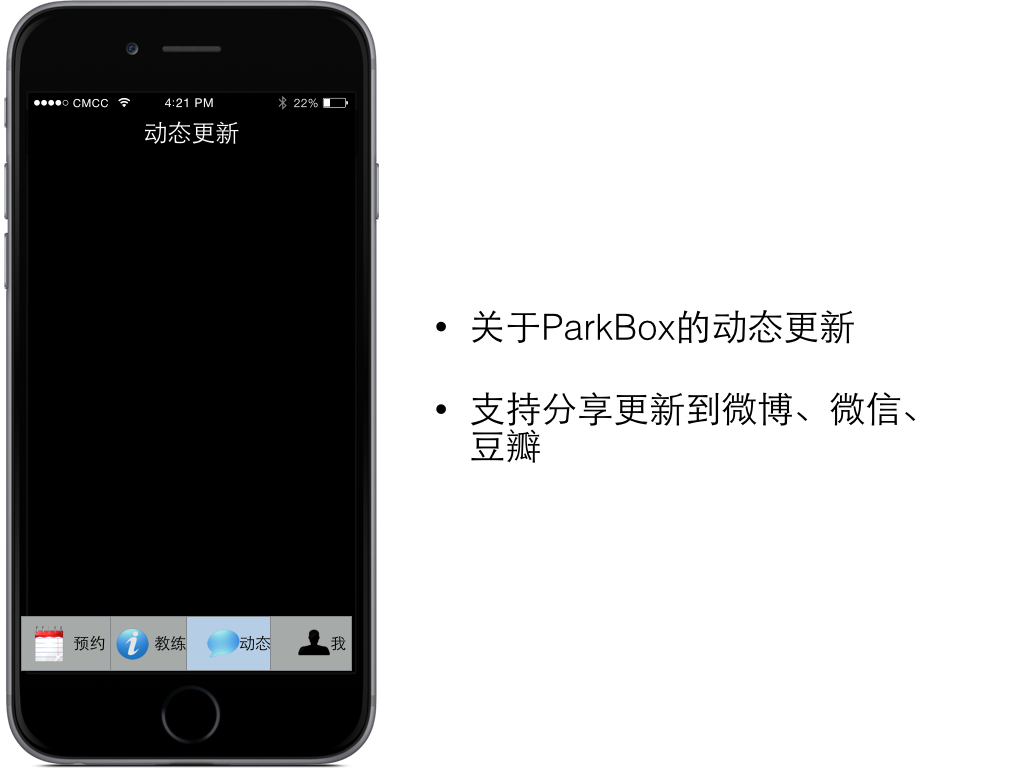 CMCC 4:21 PM 22%
动态更新
• 关于ParkBox的动态更新
• 支持分享更新到微博、微信、
豆瓣
预约 教练 动态 我